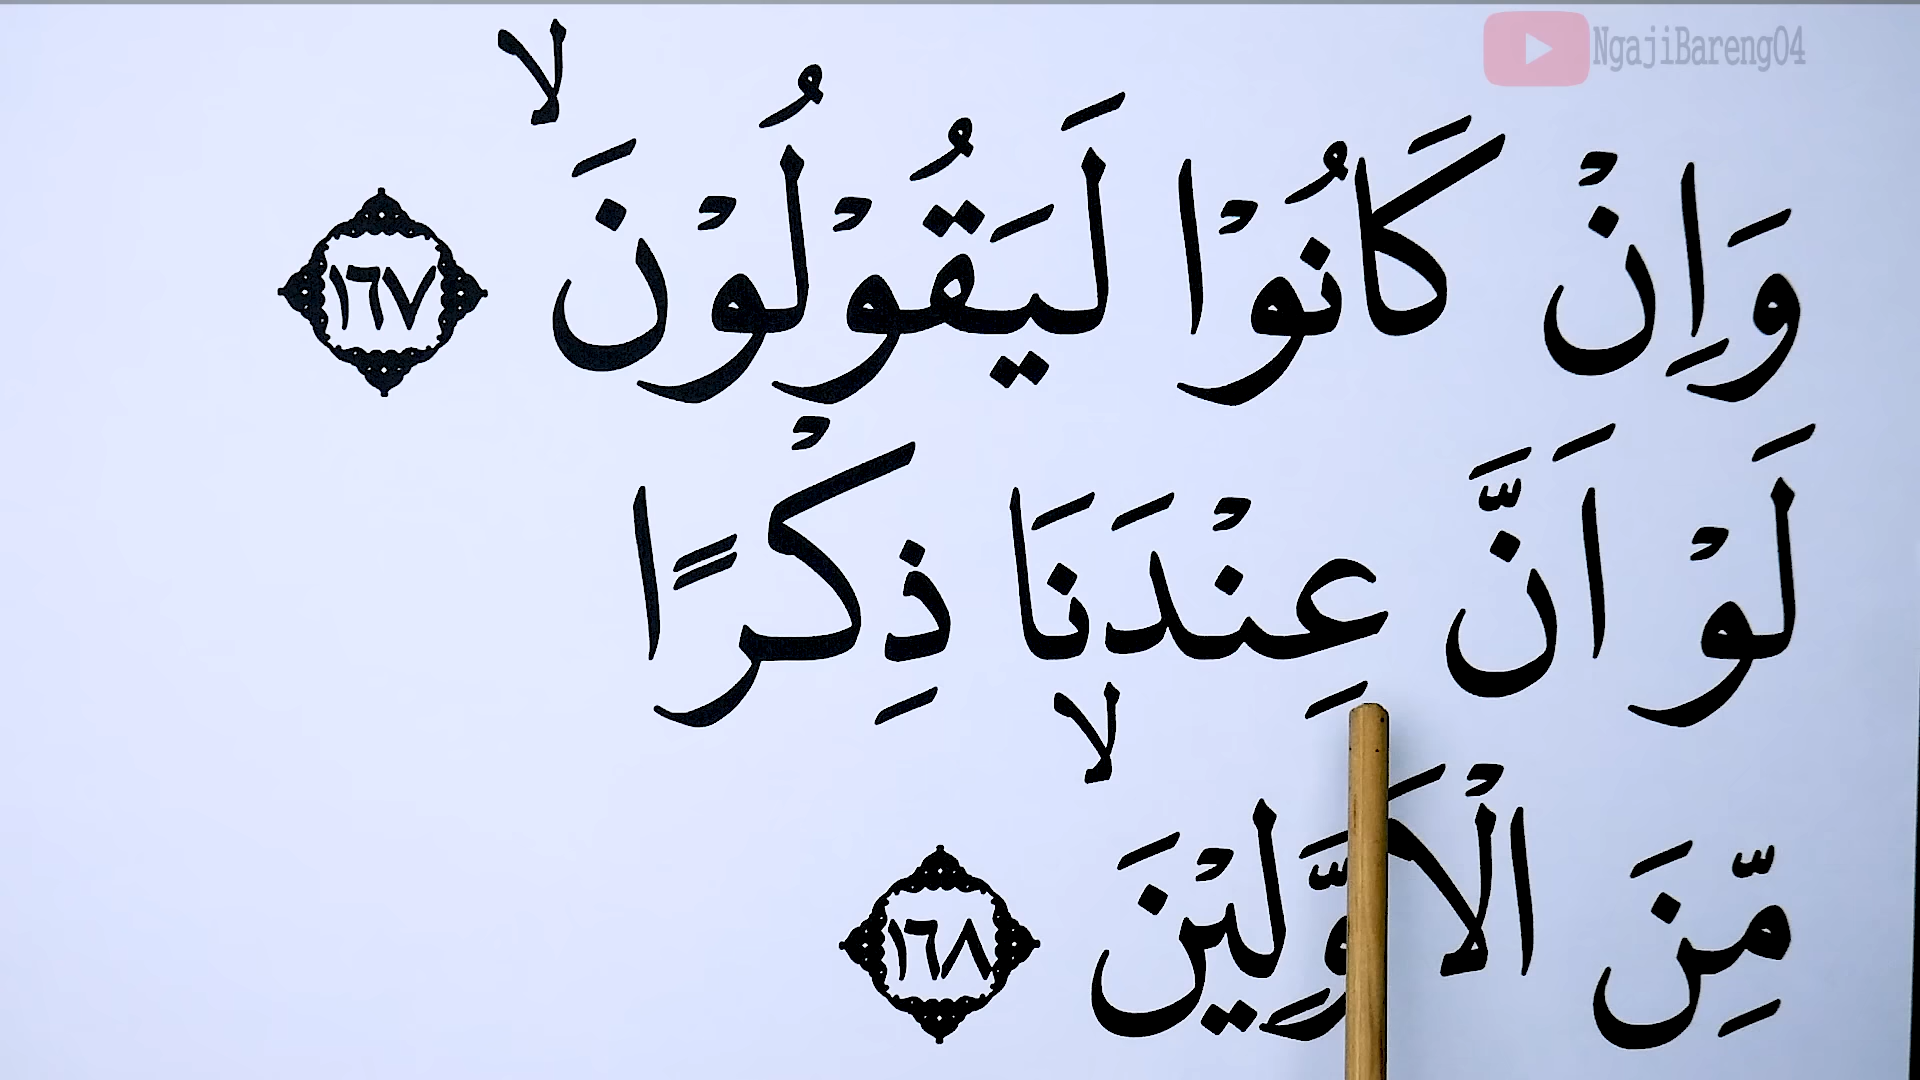 NgajiBareng04
وَاِنْ كَانُوْا لَيَقُوْلُوْنَ ۙ ١٦٧
لَوْ اَنَّ عِنْدَنَا ذِكْرًا
مِّنَ الْاَوَّلِيْنَ ۙ ١٦٨